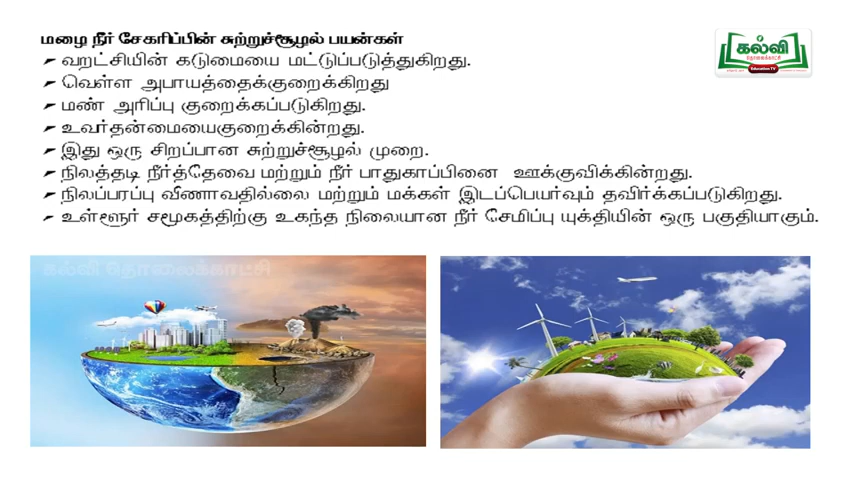 மழை நீர் சேகரிப்பின் சுற்றுச்சூழல் பயன்கள்
➤ வறட்சியின் கடுமையை மட்டுப்படுத்துகிறது.
➤ வெள்ள அபாயத்தைக்குறைக்கிறது
➤ மண் அரிப்பு குறைக்கப்படுகிறது.
➤ உவர்தன்மையைகுறைக்கின்றது.
➤ இது ஒரு சிறப்பான சுற்றுச்சூழல் முறை.
➤ நிலத்தடி நீர்த்தேவை மற்றும் நீர் பாதுகாப்பினை ஊக்குவிக்கின்றது.
➤ நிலப்பரப்பு வீணாவதில்லை மற்றும் மக்கள் இடப்பெயர்வும் தவிர்க்கப்படுகிறது.
➤ உள்ளூர் சமூகத்திற்கு உகந்த நிலையான நீர் சேமிப்பு யுக்தியின் ஒரு பகுதியாகும்.
கல்வி
தொலைக்காட்சி
Education TV
கல்வி தொலைக்காட்சி